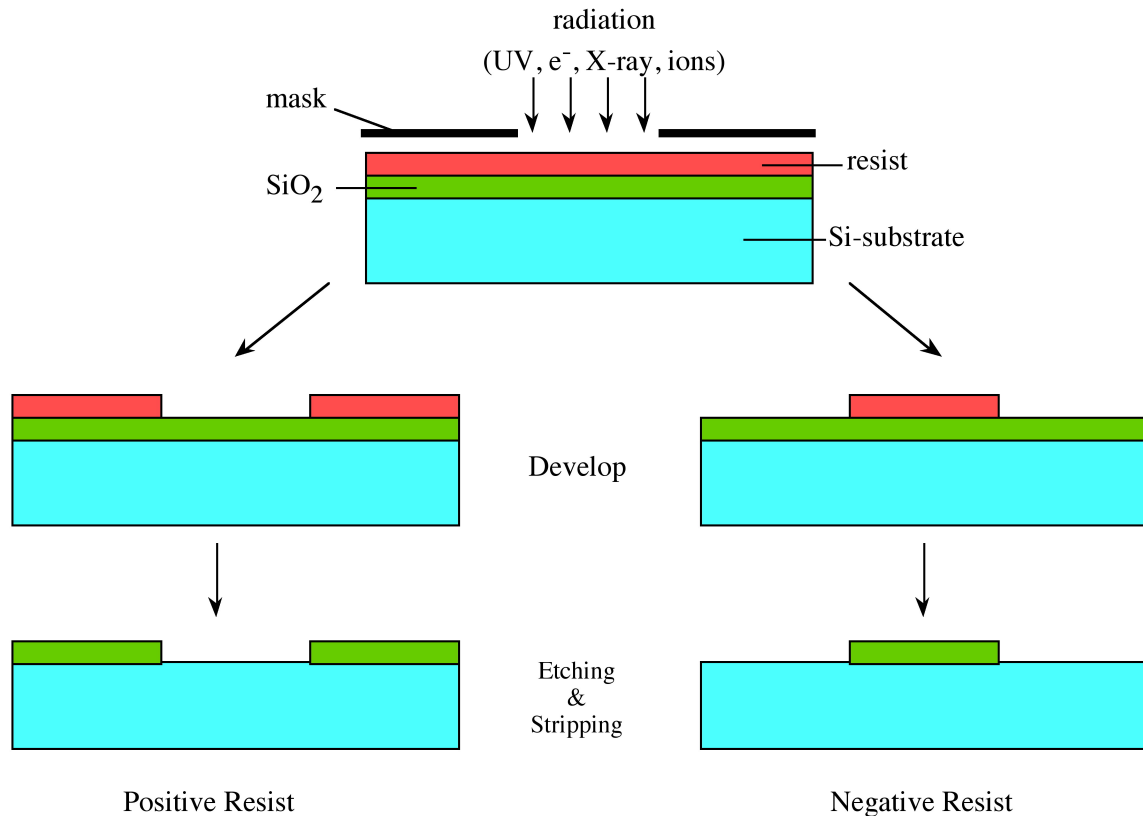 radiation
(UV, e⁻, X-ray, ions)
mask
resist
SiO₂
Si-substrate
Develop
Etching
&
Stripping
Positive Resist
Negative Resist